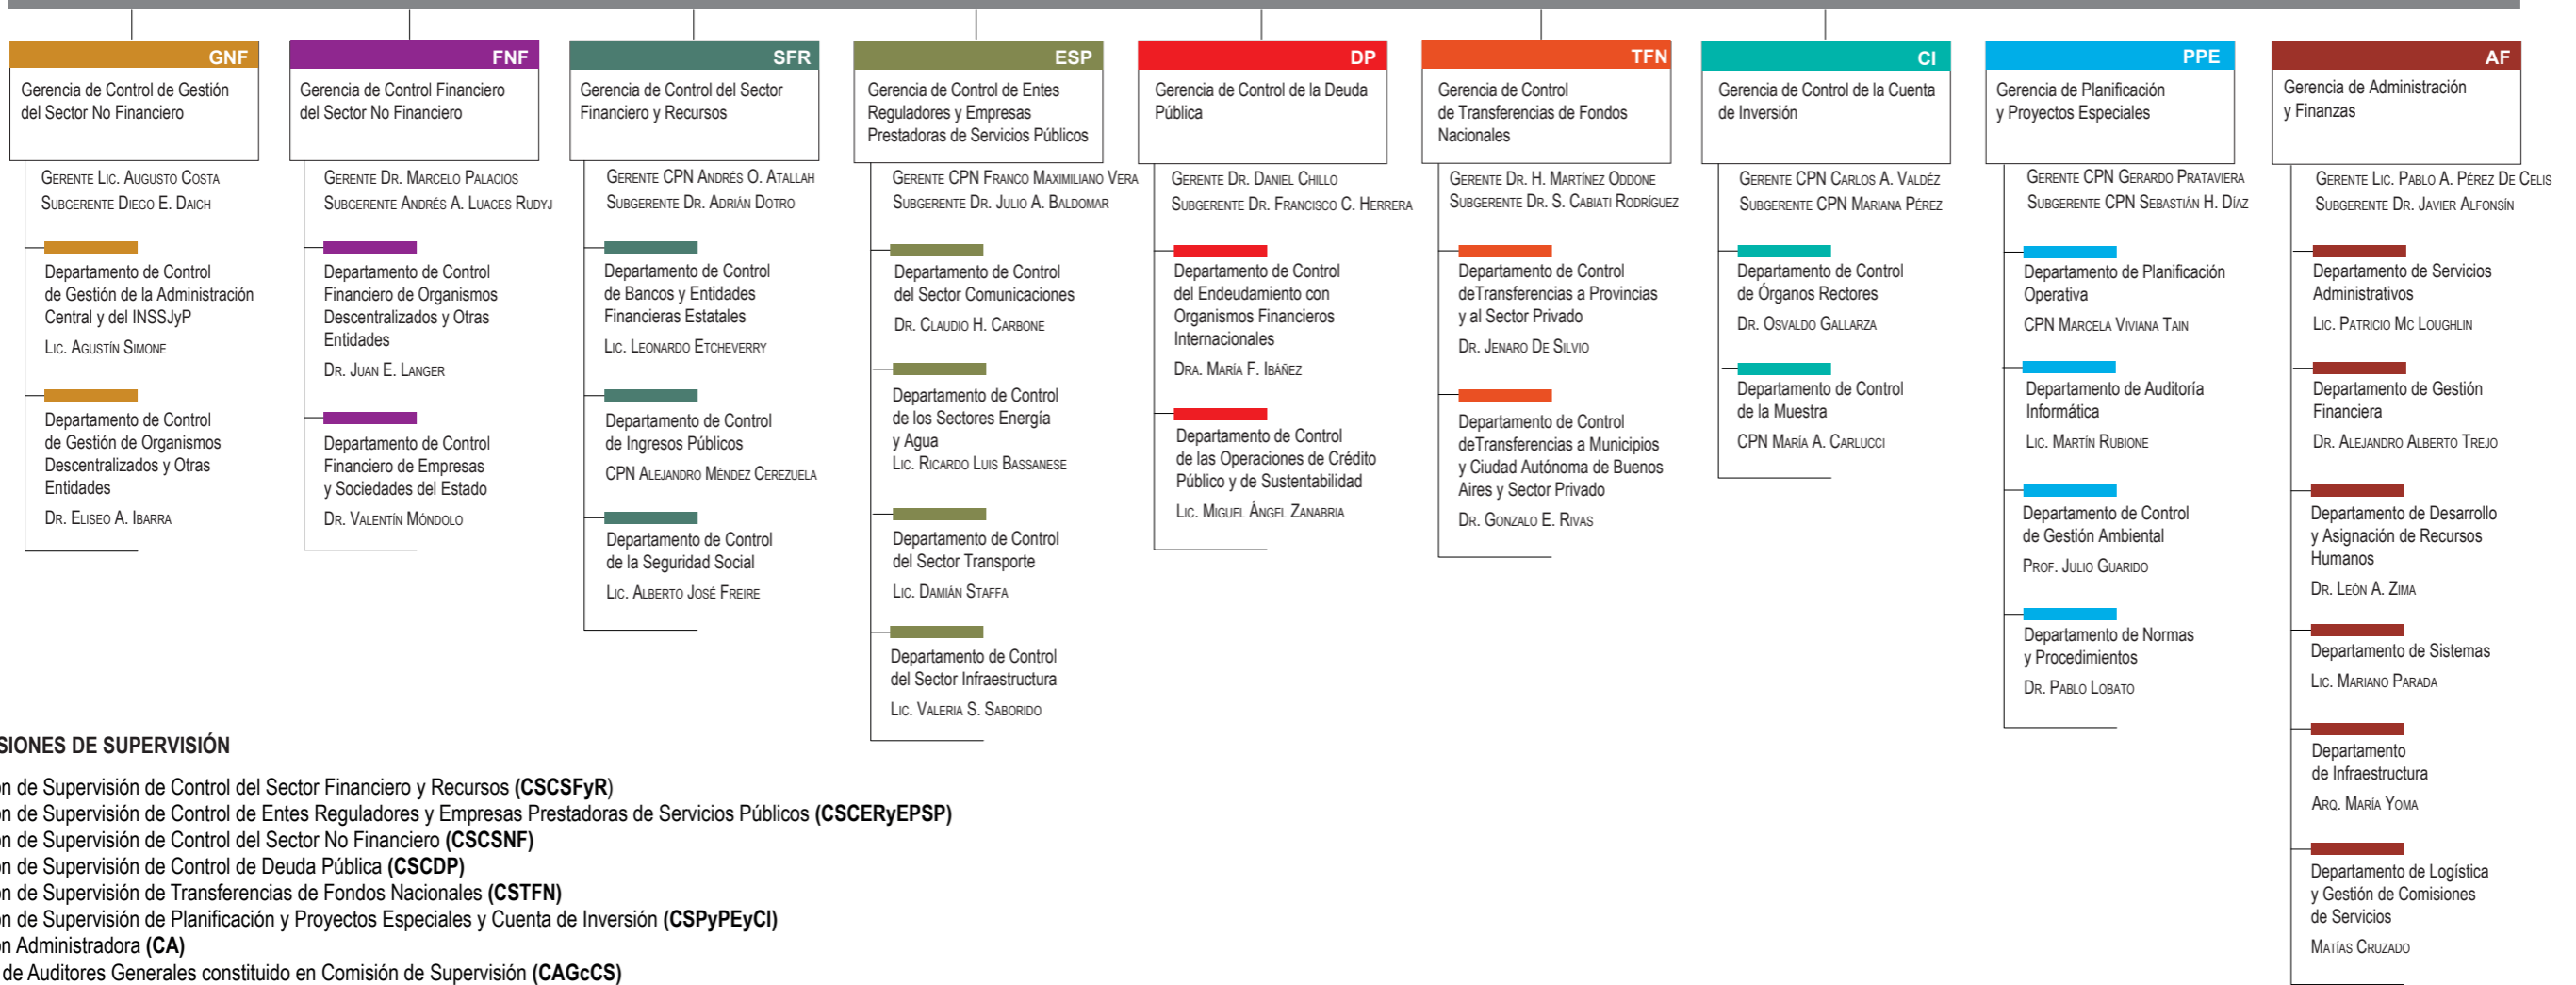 GNF
Gerencia de Control de Gestión
del Sector No Financiero
Gerente Lic. Augusto Costa
Subgerente Diego E. Daich
Departamento de Control
de Gestión de la Administración
Central y del INSSJyP
Lic. Agustín Simone
Departamento de Control
de Gestión de Organismos
Descentralizados y Otras
Entidades
Dr. Eliseo A. Ibarra
FNF
Gerencia de Control Financiero
del Sector No Financiero
Gerente Dr. Marcelo Palacios
Subgerente Andrés A. Luaces Rudyj
Departamento de Control
Financiero de Organismos
Descentralizados y Otras
Entidades
Dr. Juan E. Langer
Departamento de Control
Financiero de Empresas
y Sociedades del Estado
Dr. Valentín Móndolo
SFR
Gerencia de Control del Sector
Financiero y Recursos
Gerente CPN Andrés O. Atallah
Subgerente Dr. Adrián Dotro
Departamento de Control
de Bancos y Entidades
Financieras Estatales
Lic. Leonardo Etcheverry
Departamento de Control
de Ingresos Públicos
CPN Alejandro Méndez Cerezuela
Departamento de Control
de la Seguridad Social
Lic. Alberto José Freire
ESP
Gerencia de Control de Entes
Reguladores y Empresas
Prestadoras de Servicios Públicos
Gerente CPN Franco Maximiliano Vera
Subgerente Dr. Julio A. Baldomar
Departamento de Control
del Sector Comunicaciones
Dr. Claudio H. Carbone
Departamento de Control
de los Sectores Energía
y Agua
Lic. Ricardo Luis Bassanese
Departamento de Control
del Sector Transporte
Lic. Damián Staffa
Departamento de Control
del Sector Infraestructura
Lic. Valeria S. Saborido
DP
Gerencia de Control de la Deuda
Pública
Gerente Dr. Daniel Chillo
Subgerente Dr. Francisco C. Herrera
Departamento de Control
del Endeudamiento con
Organismos Financieros
Internacionales
Dra. María F. Ibáñez
Departamento de Control
de las Operaciones de Crédito
Público y de Sustentabilidad
Lic. Miguel Ángel Zanabria
TFN
Gerencia de Control
de Transferencias de Fondos
Nacionales
Gerente Dr. H. Martínez Oddone
Subgerente Dr. S. Cabiati Rodríguez
Departamento de Control
deTransferencias a Provincias
y al Sector Privado
Dr. Jenaro De Silvio
Departamento de Control
deTransferencias a Municipios
y Ciudad Autónoma de Buenos
Aires y Sector Privado
Dr. Gonzalo E. Rivas
CI
Gerencia de Control de la Cuenta
de Inversión
Gerente CPN Carlos A. Valdéz
Subgerente CPN Mariana Pérez
Departamento de Control
de Órganos Rectores
Dr. Osvaldo Gallarza
Departamento de Control
de la Muestra
CPN María A. Carlucci
PPE
Gerencia de Planificación
y Proyectos Especiales
Gerente CPN Gerardo Prataviera
Subgerente CPN Sebastián H. Díaz
Departamento de Planificación
Operativa
CPN Marcela Viviana Tain
Departamento de Auditoría
Informática
Lic. Martín Rubione
Departamento de Control
de Gestión Ambiental
Prof. Julio Guarido
Departamento de Normas
y Procedimientos
Dr. Pablo Lobato
AF
Gerencia de Administración
y Finanzas
Gerente Lic. Pablo A. Pérez De Celis
Subgerente Dr. Javier Alfonsín
Departamento de Servicios
Administrativos
Lic. Patricio Mc Loughlin
Departamento de Gestión
Financiera
Dr. Alejandro Alberto Trejo
Departamento de Desarrollo
y Asignación de Recursos
Humanos
Dr. León A. Zima
Departamento de Sistemas
Lic. Mariano Parada
Departamento
de Infraestructura
Arq. María Yoma
Departamento de Logística
y Gestión de Comisiones
de Servicios
Matías Cruzado
SIONES DE SUPERVISIÓN
ón de Supervisión de Control del Sector Financiero y Recursos (CSCSFyR)
ón de Supervisión de Control de Entes Reguladores y Empresas Prestadoras de Servicios Públicos (CSCERyEPSP)
ón de Supervisión de Control del Sector No Financiero (CSCSNF)
ón de Supervisión de Control de Deuda Pública (CSCDP)
ón de Supervisión de Transferencias de Fondos Nacionales (CSTFN)
ón de Supervisión de Planificación y Proyectos Especiales y Cuenta de Inversión (CSPyPEyCI)
ón Administradora (CA)
de Auditores Generales constituido en Comisión de Supervisión (CAGcCS)